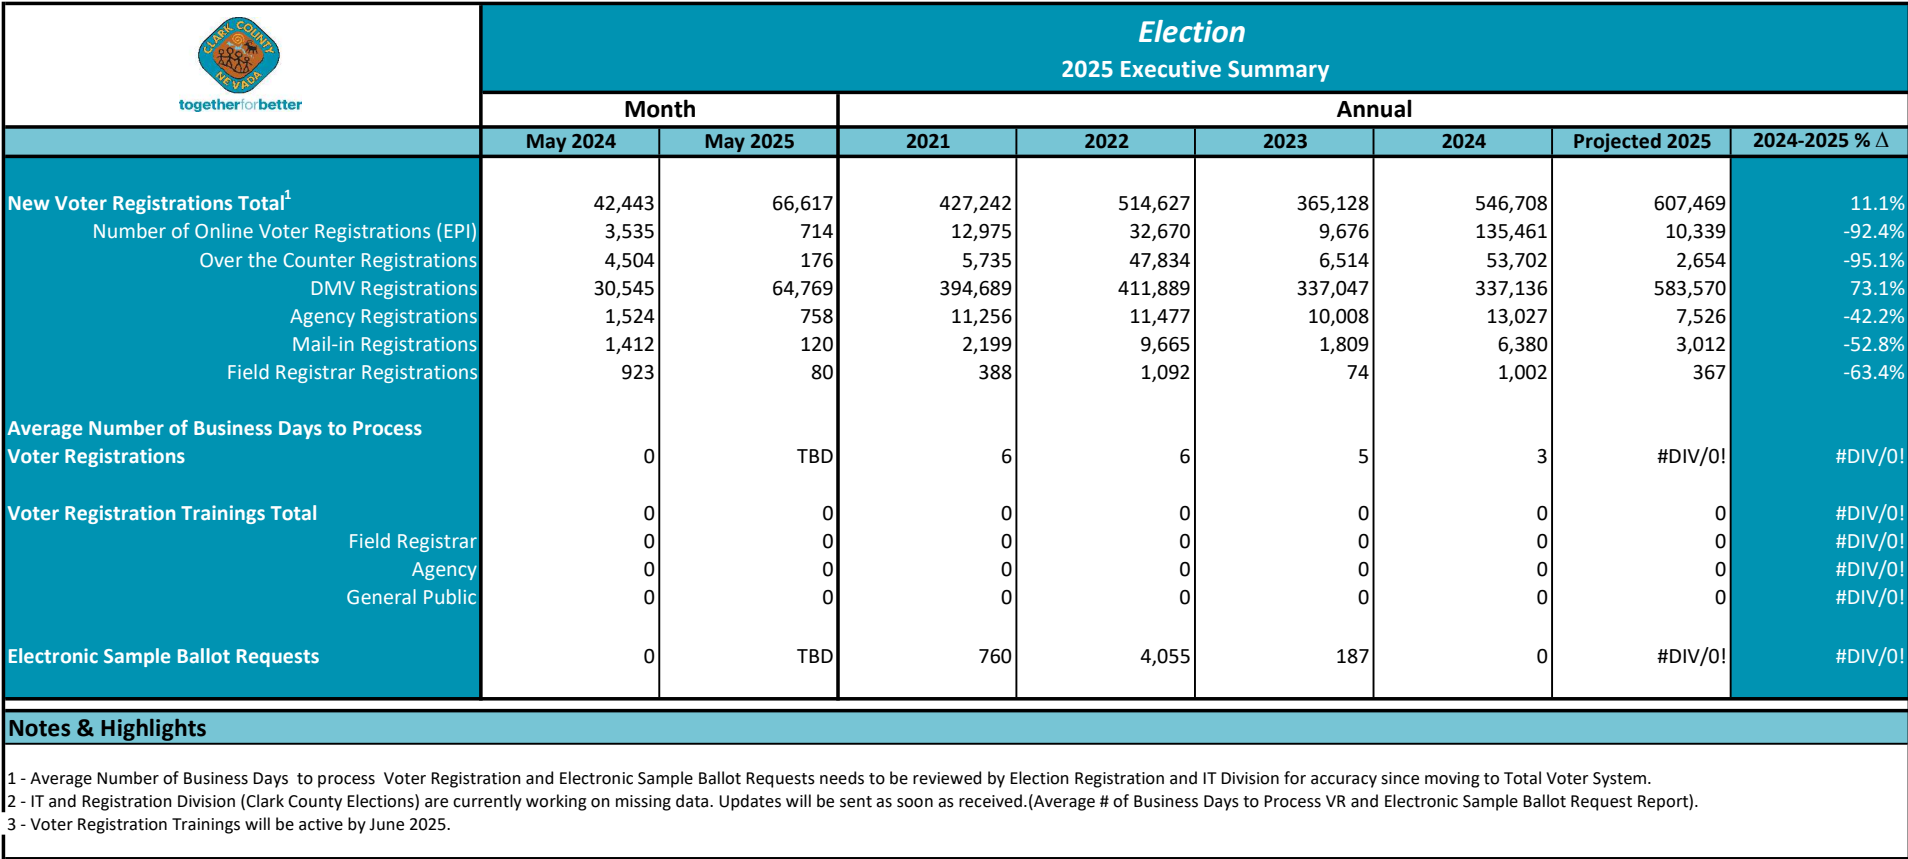 CLARK COUNTY
NEVADA
togetherforbetter
Election
2025 Executive Summary
Month Annual
May 2024 May 2025 2021 2022 2023 2024 Projected 2025 2024-2025 % Δ
New Voter Registrations Total1 42,443 66,617 427,242 514,627 365,128 546,708 607,469 11.1%
Number of Online Voter Registrations (EPI) 3,535 714 12,975 32,670 9,676 135,461 10,339 -92.4%
Over the Counter Registrations 4,504 176 5,735 47,834 6,514 53,702 2,654 -95.1%
DMV Registrations 30,545 64,769 394,689 411,889 337,047 337,136 583,570 73.1%
Agency Registrations 1,524 758 11,256 11,477 10,008 13,027 7,526 -42.2%
Mail-in Registrations 1,412 120 2,199 9,665 1,809 6,380 3,012 -52.8%
Field Registrar Registrations 923 80 388 1,092 74 1,002 367 -63.4%
Average Number of Business Days to Process
Voter Registrations 0 TBD 6 6 5 3 #DIV/0! #DIV/0!
Voter Registration Trainings Total 0 0 0 0 0 0 0 #DIV/0!
Field Registrar 0 0 0 0 0 0 0 #DIV/0!
Agency 0 0 0 0 0 0 0 #DIV/0!
General Public 0 0 0 0 0 0 0 #DIV/0!
Electronic Sample Ballot Requests 0 TBD 760 4,055 187 0 #DIV/0! #DIV/0!
Notes & Highlights
1 - Average Number of Business Days to process Voter Registration and Electronic Sample Ballot Requests needs to be reviewed by Election Registration and IT Division for accuracy since moving to Total Voter System.
2 - IT and Registration Division (Clark County Elections) are currently working on missing data. Updates will be sent as soon as received.(Average # of Business Days to Process VR and Electronic Sample Ballot Request Report).
3 - Voter Registration Trainings will be active by June 2025.